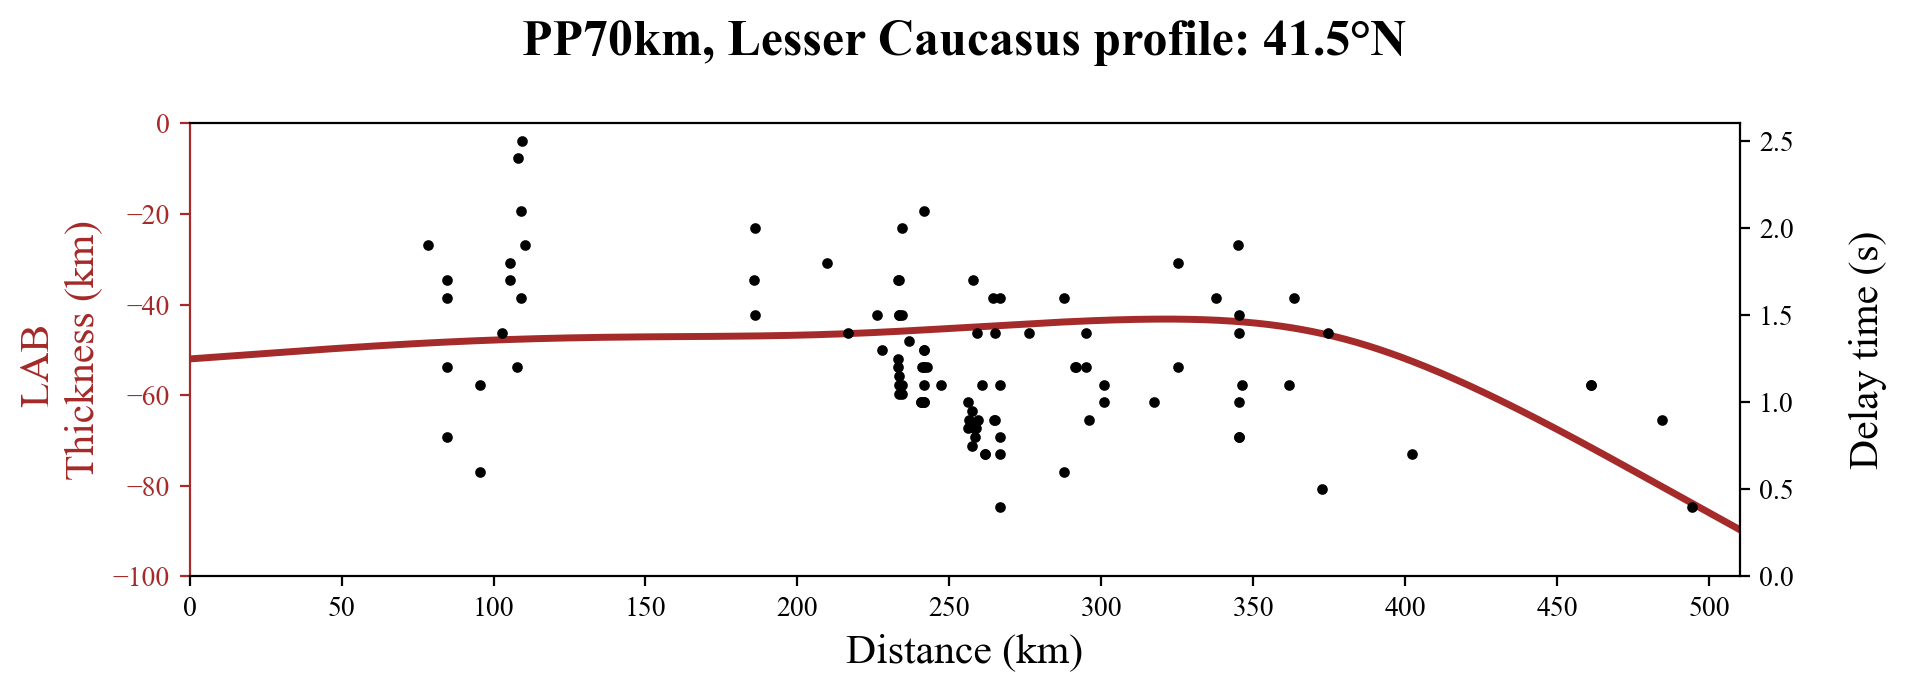 PP70km, Lesser Caucasus profile: 41.5°N
LAB
Thickness (km)
0
−20
−40
−60
−80
−100
2.5
2.0
1.5
1.0
0.5
0.0
Delay time (s)
0 50 100 150 200 250 300 350 400 450 500
Distance (km)